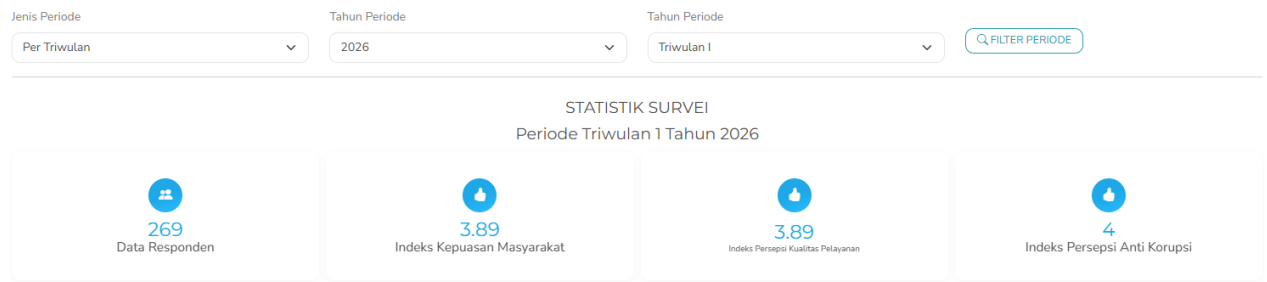 Jenis Periode
Tahun Periode
Tahun Periode
Per Triwulan
2026
Triwulan I
FILTER PERIODE
STATISTIK SURVEI
Periode Triwulan 1 Tahun 2026
269
Data Responden
3.89
Indeks Kepuasan Masyarakat
3.89
Indeks Persepsi Kualitas Pelayanan
4
Indeks Persepsi Anti Korupsi